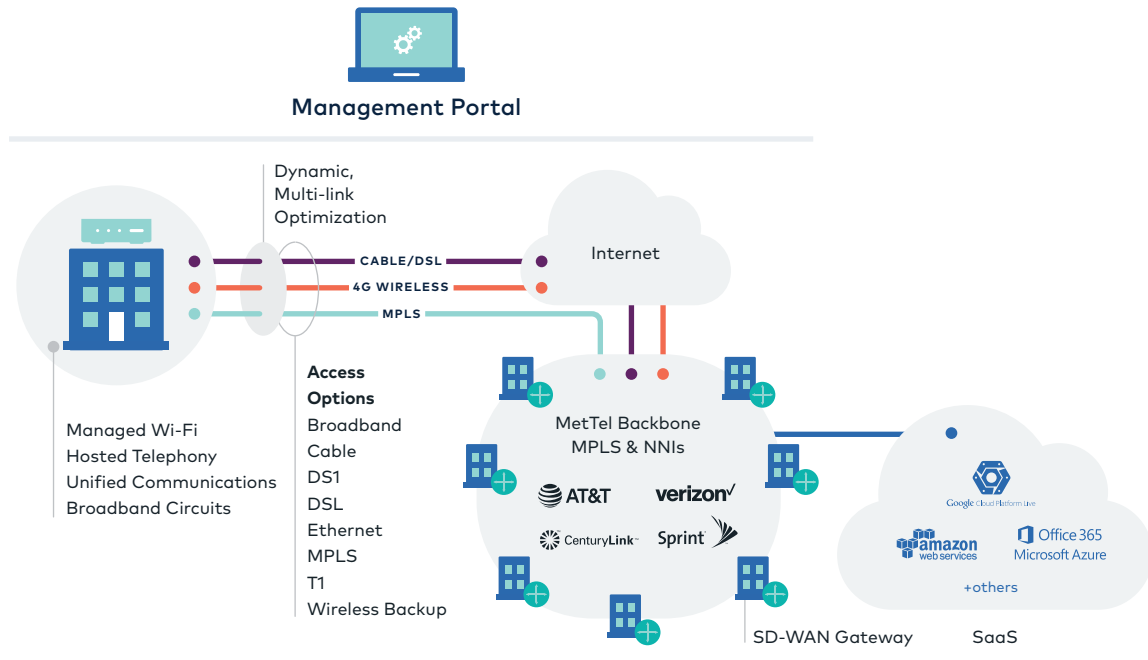 Management Portal
Dynamic,
Multi-link
Optimization
CABLE/DSL
4G WIRELESS
MPLS
Internet
Managed Wi-Fi
Hosted Telephony
Unified Communications
Broadband Circuits
Access
Options
Broadband
Cable
DS1
DSL
Ethernet
MPLS
T1
Wireless Backup
MetTel Backbone
MPLS & NNIs
AT&T
verizon
CenturyLink
Sprint
SD-WAN Gateway
Google Cloud Platform Live
amazon
web services
Office 365
Microsoft Azure
+others
SaaS